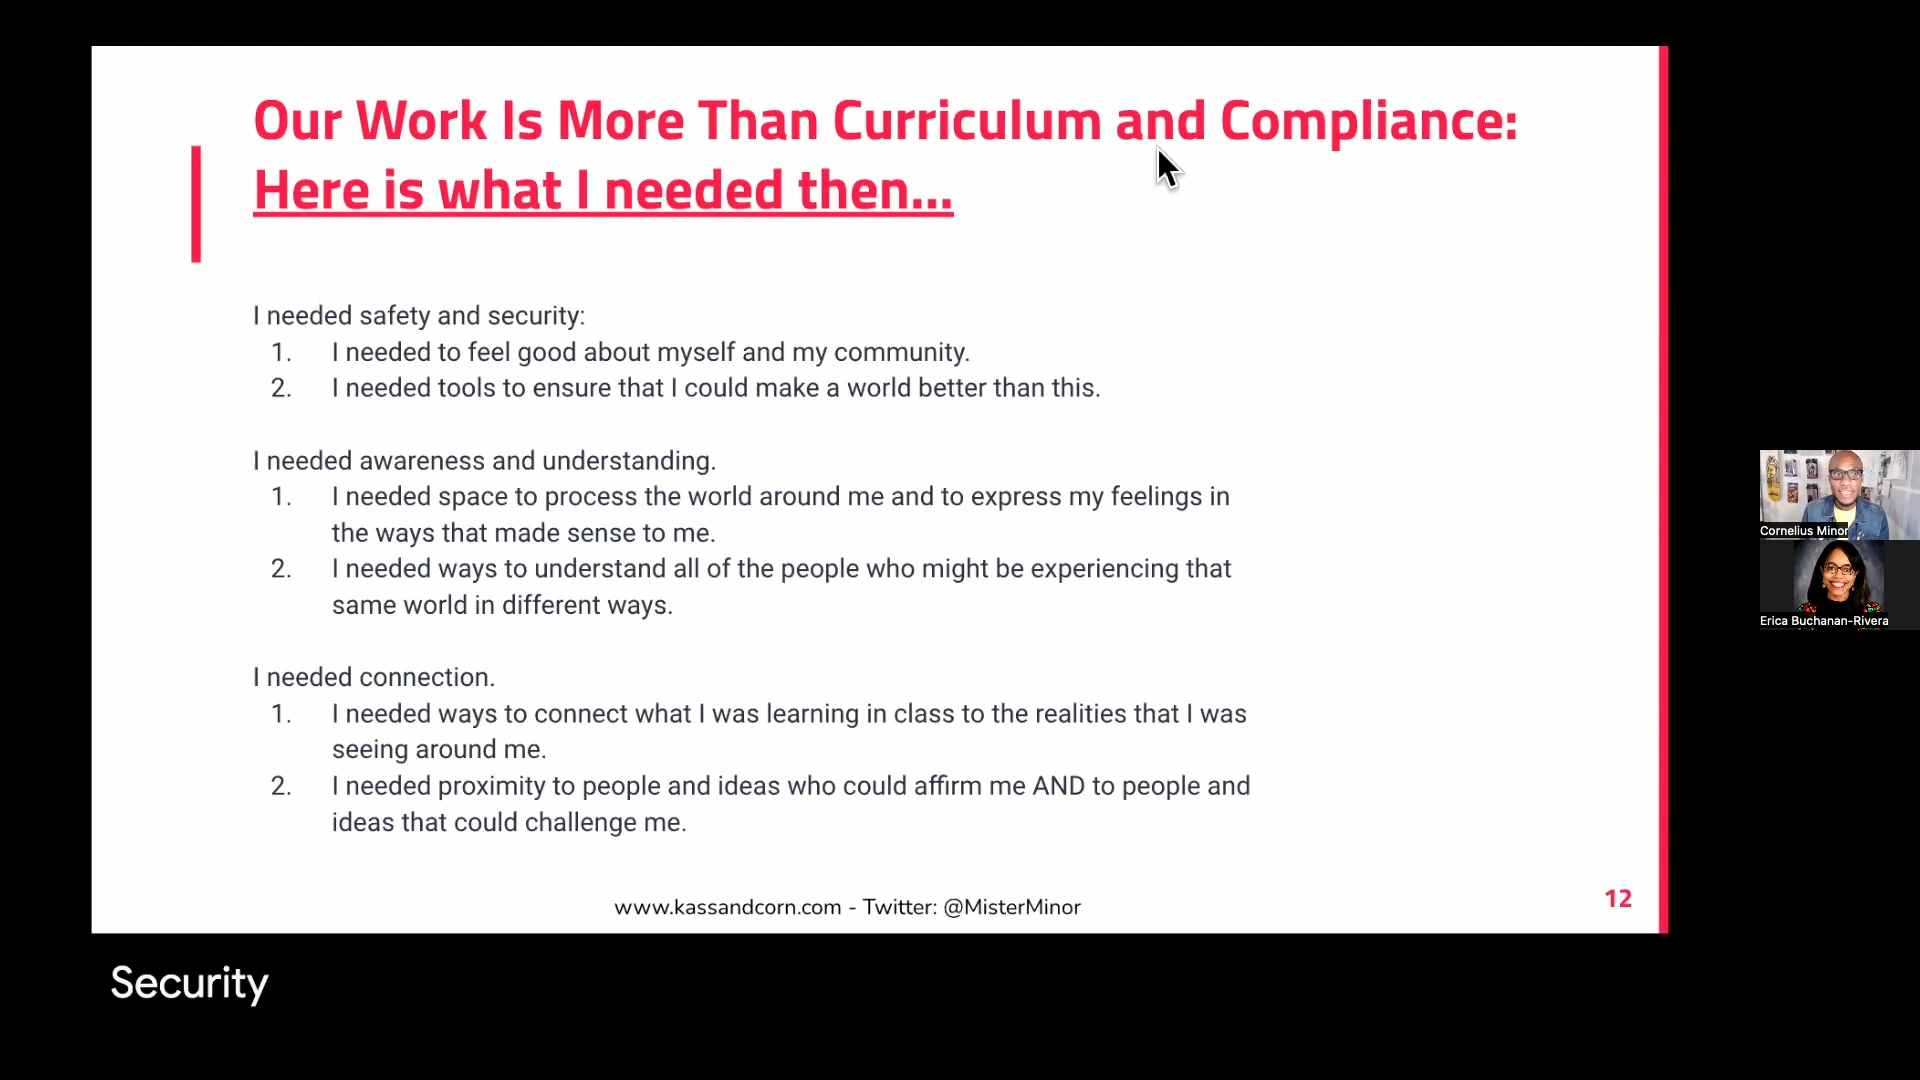 Our Work Is More Than Curriculum and Compliance:
Here is what I needed then...
I needed safety and security:
1. I needed to feel good about myself and my community.
2. I needed tools to ensure that I could make a world better than this.
I needed awareness and understanding.
1. I needed space to process the world around me and to express my feelings in
the ways that made sense to me.
2. I needed ways to understand all of the people who might be experiencing that
same world in different ways.
I needed connection.
1. I needed ways to connect what I was learning in class to the realities that I was
seeing around me.
2. I needed proximity to people and ideas who could affirm me AND to people and
ideas that could challenge me.
www.kassandcorn.com - Twitter: @MisterMinor
12
Cornelius Minor
Erica Buchanan-Rivera
Security